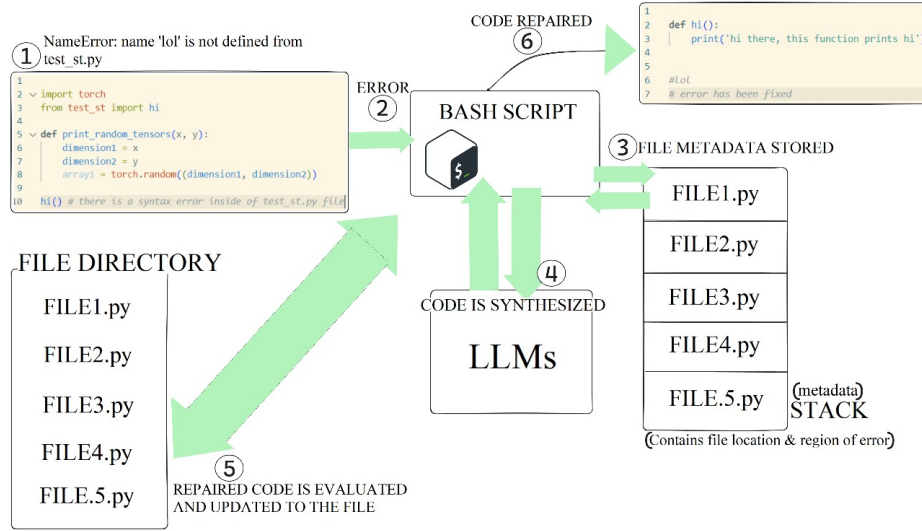 1 NameError: name 'lol' is not defined from
test_st.py
1
2 import torch
3 from test_st import hi
4
5 def print_random_tensors(x, y):
6 dimension1 = x
7 dimension2 = y
8 array1 = torch.random((dimension1, dimension2))
9
10 hi() # there is a syntax error inside of test_st.py file
ERROR
2
BASH SCRIPT
$_
CODE REPAIRED
6
1
2 def hi():
3 print('hi there, this function prints hi'
4
5
6 #lol
7 # error has been fixed
3 FILE METADATA STORED
FILE1.py
FILE2.py
FILE3.py
FILE4.py
FILE.5.py
(metadata)
STACK
(Contains file location & region of error)
4
CODE IS SYNTHESIZED
LLMs
FILE DIRECTORY
FILE1.py
FILE2.py
FILE3.py
FILE4.py
FILE.5.py
5
REPAIRED CODE IS EVALUATED
AND UPDATED TO THE FILE